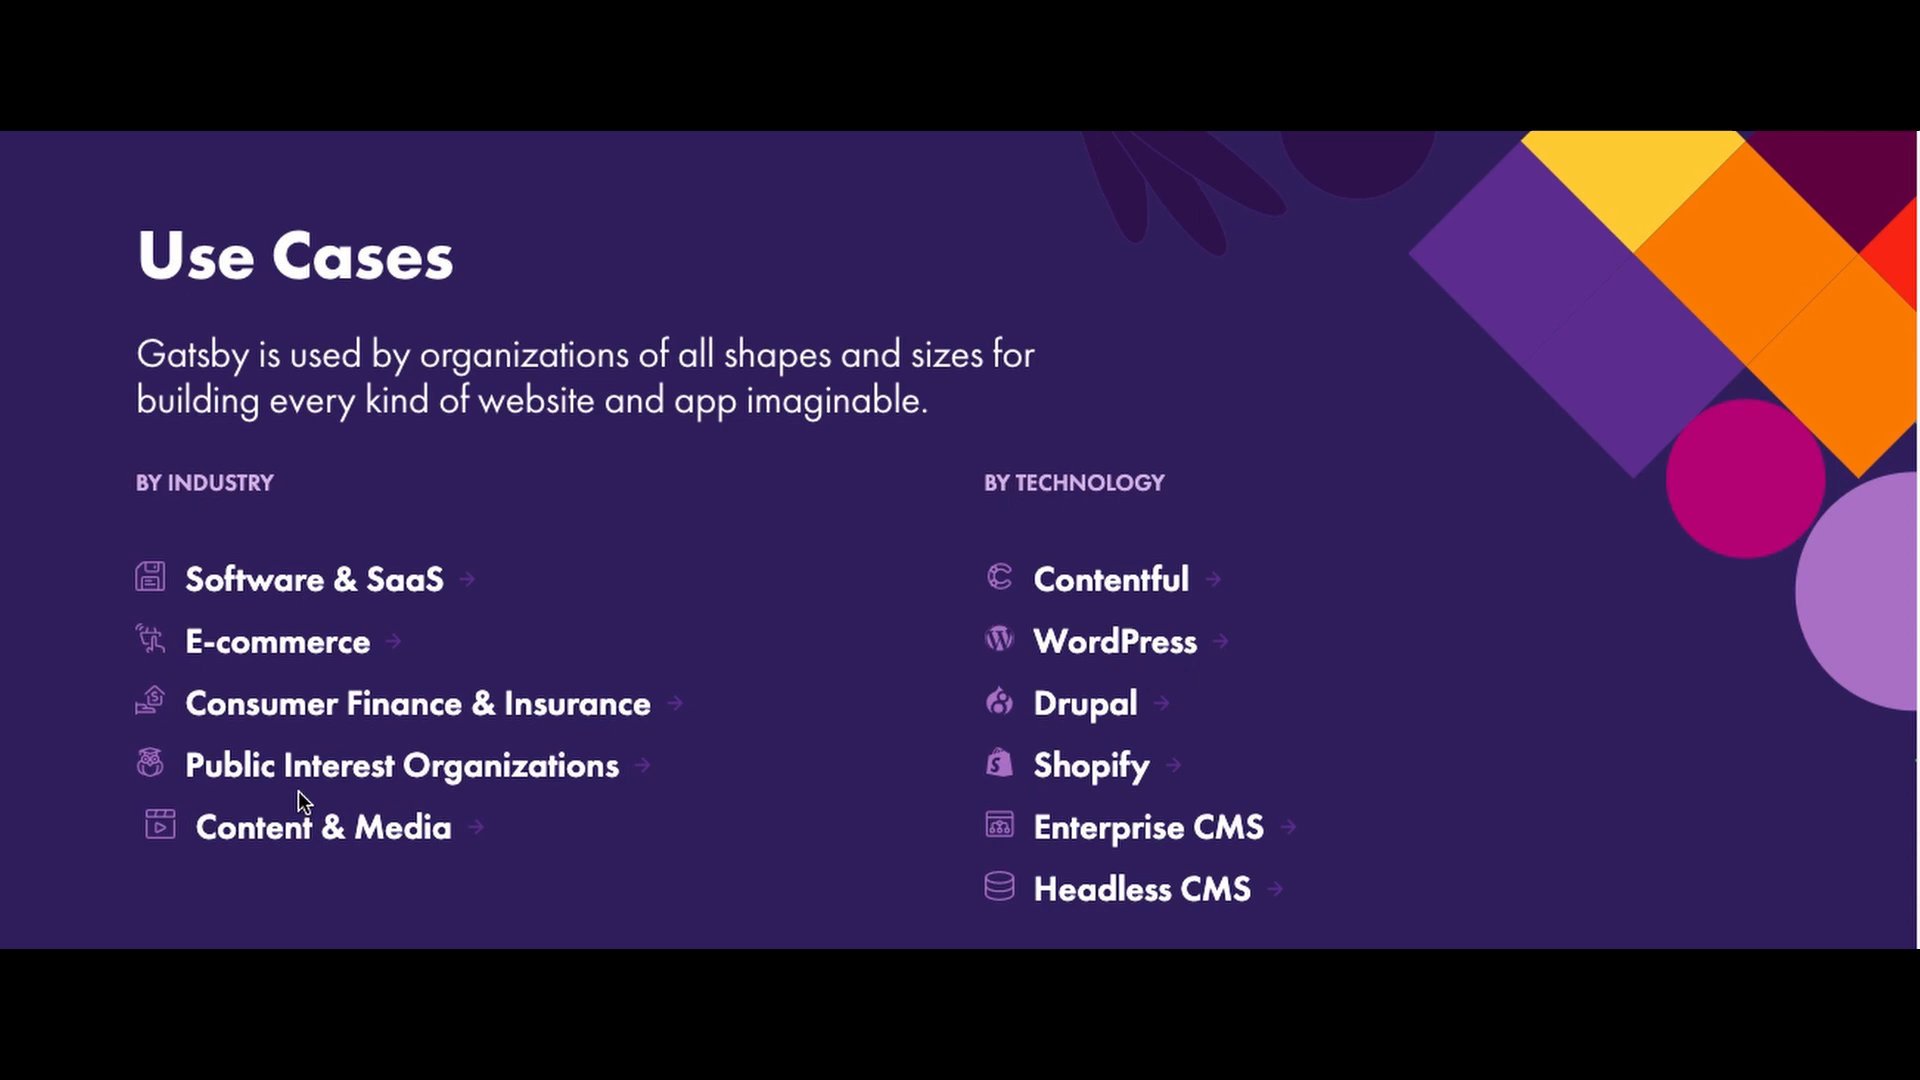 Use Cases
Gatsby is used by organizations of all shapes and sizes for
building every kind of website and app imaginable.
BY INDUSTRY
Software & SaaS
E-commerce
Consumer Finance & Insurance
Public Interest Organizations
Content & Media
BY TECHNOLOGY
Contentful
WordPress
Drupal
Shopify
Enterprise CMS
Headless CMS